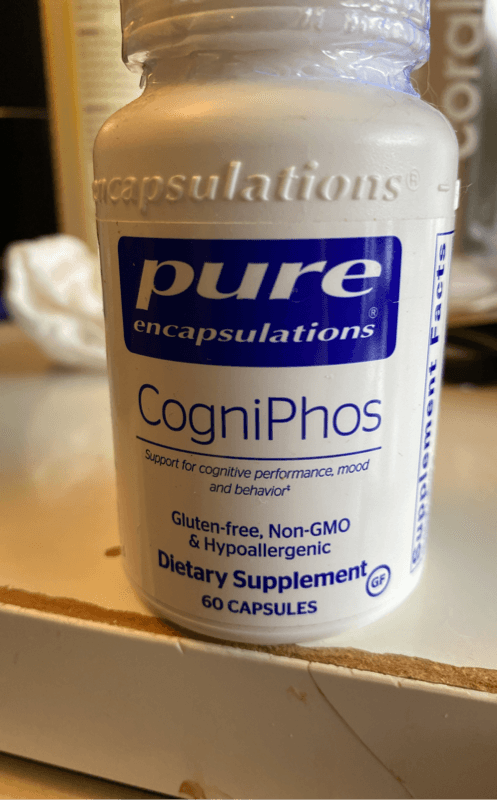 encapsulations®
coral
pure
encapsulations®
CogniPhos
Support for cognitive performance, mood
and behavior‡
Gluten-free, Non-GMO
& Hypoallergenic
Dietary Supplement
GF
60 CAPSULES
Supplement Facts